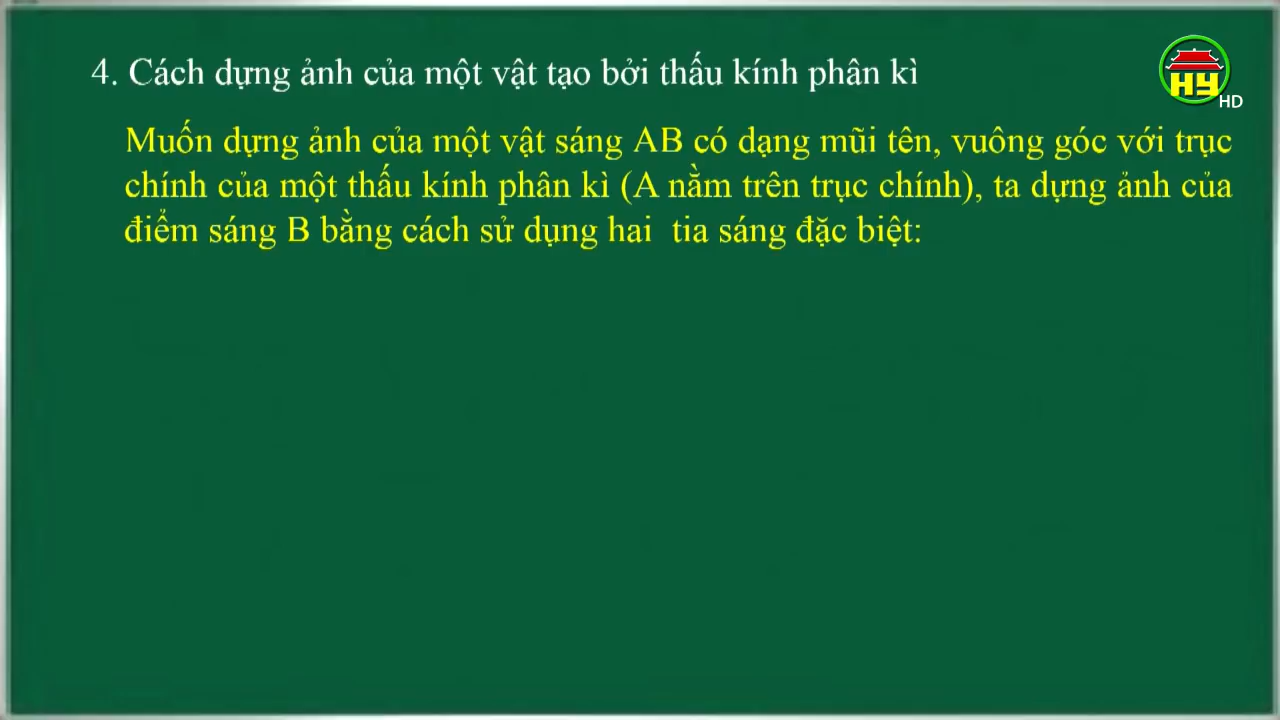 4. Cách dựng ảnh của một vật tạo bởi thấu kính phân kì
HY
HD
Muốn dựng ảnh của một vật sáng AB có dạng mũi tên, vuông góc với trục
chính của một thấu kính phân kì (A nằm trên trục chính), ta dựng ảnh của
điểm sáng B bằng cách sử dụng hai tia sáng đặc biệt: